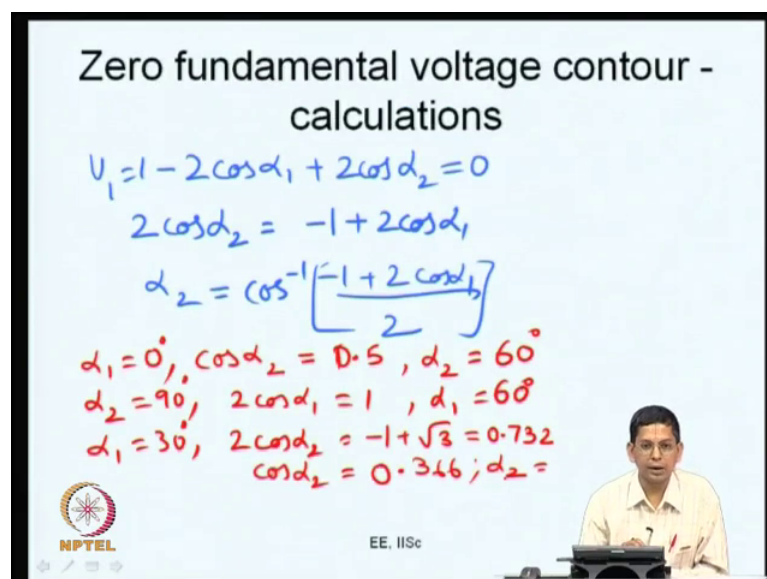 Zero fundamental voltage contour -
calculations
V₁ = 1 - 2cosα₁ + 2cosα₂ = 0
2cosα₂ = -1 + 2cosα₁
α₂ = cos⁻¹[(-1 + 2cosα₁)/2]
α₁ = 0°, cosα₂ = 0.5, α₂ = 60°
α₂ = 90, 2cosα₁ = 1, α₁ = 60°
α₁ = 30°, 2cosα₂ = -1 + √3 = 0.732
cosα₂ = 0.366; α₂ =
NPTEL
EE, IISc